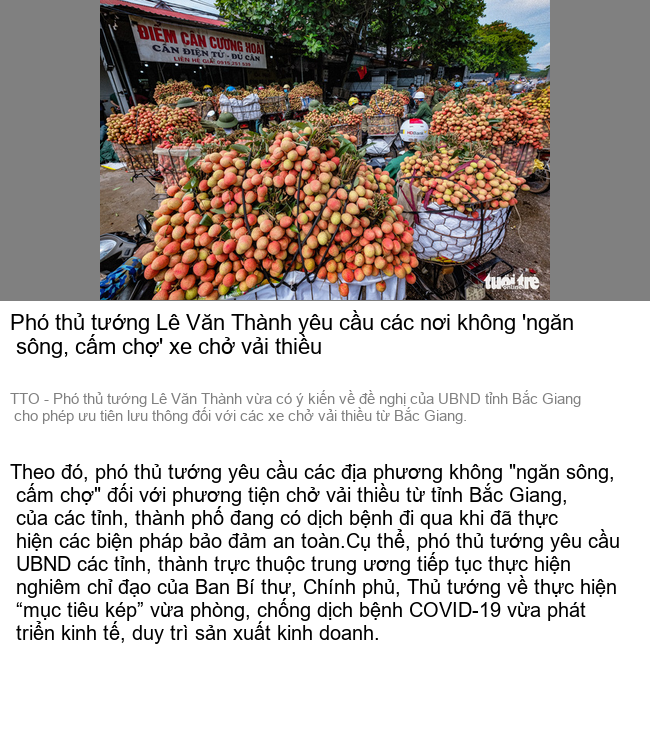 ĐIỂM CÂN CƯƠNG HOÀI
CÂN ĐIỆN TỬ - ĐỦ CÂN
tuổi trẻ
Phó thủ tướng Lê Văn Thành yêu cầu các nơi không 'ngăn
sông, cấm chợ' xe chở vải thiều
TTO - Phó thủ tướng Lê Văn Thành vừa có ý kiến về đề nghị của UBND tỉnh Bắc Giang
cho phép ưu tiên lưu thông đối với các xe chở vải thiều từ Bắc Giang.
Theo đó, phó thủ tướng yêu cầu các địa phương không "ngăn sông,
cấm chợ" đối với phương tiện chở vải thiều từ tỉnh Bắc Giang,
của các tỉnh, thành phố đang có dịch bệnh đi qua khi đã thực
hiện các biện pháp bảo đảm an toàn.Cụ thể, phó thủ tướng yêu cầu
UBND các tỉnh, thành trực thuộc trung ương tiếp tục thực hiện
nghiêm chỉ đạo của Ban Bí thư, Chính phủ, Thủ tướng về thực hiện
“mục tiêu kép” vừa phòng, chống dịch bệnh COVID-19 vừa phát
triển kinh tế, duy trì sản xuất kinh doanh.